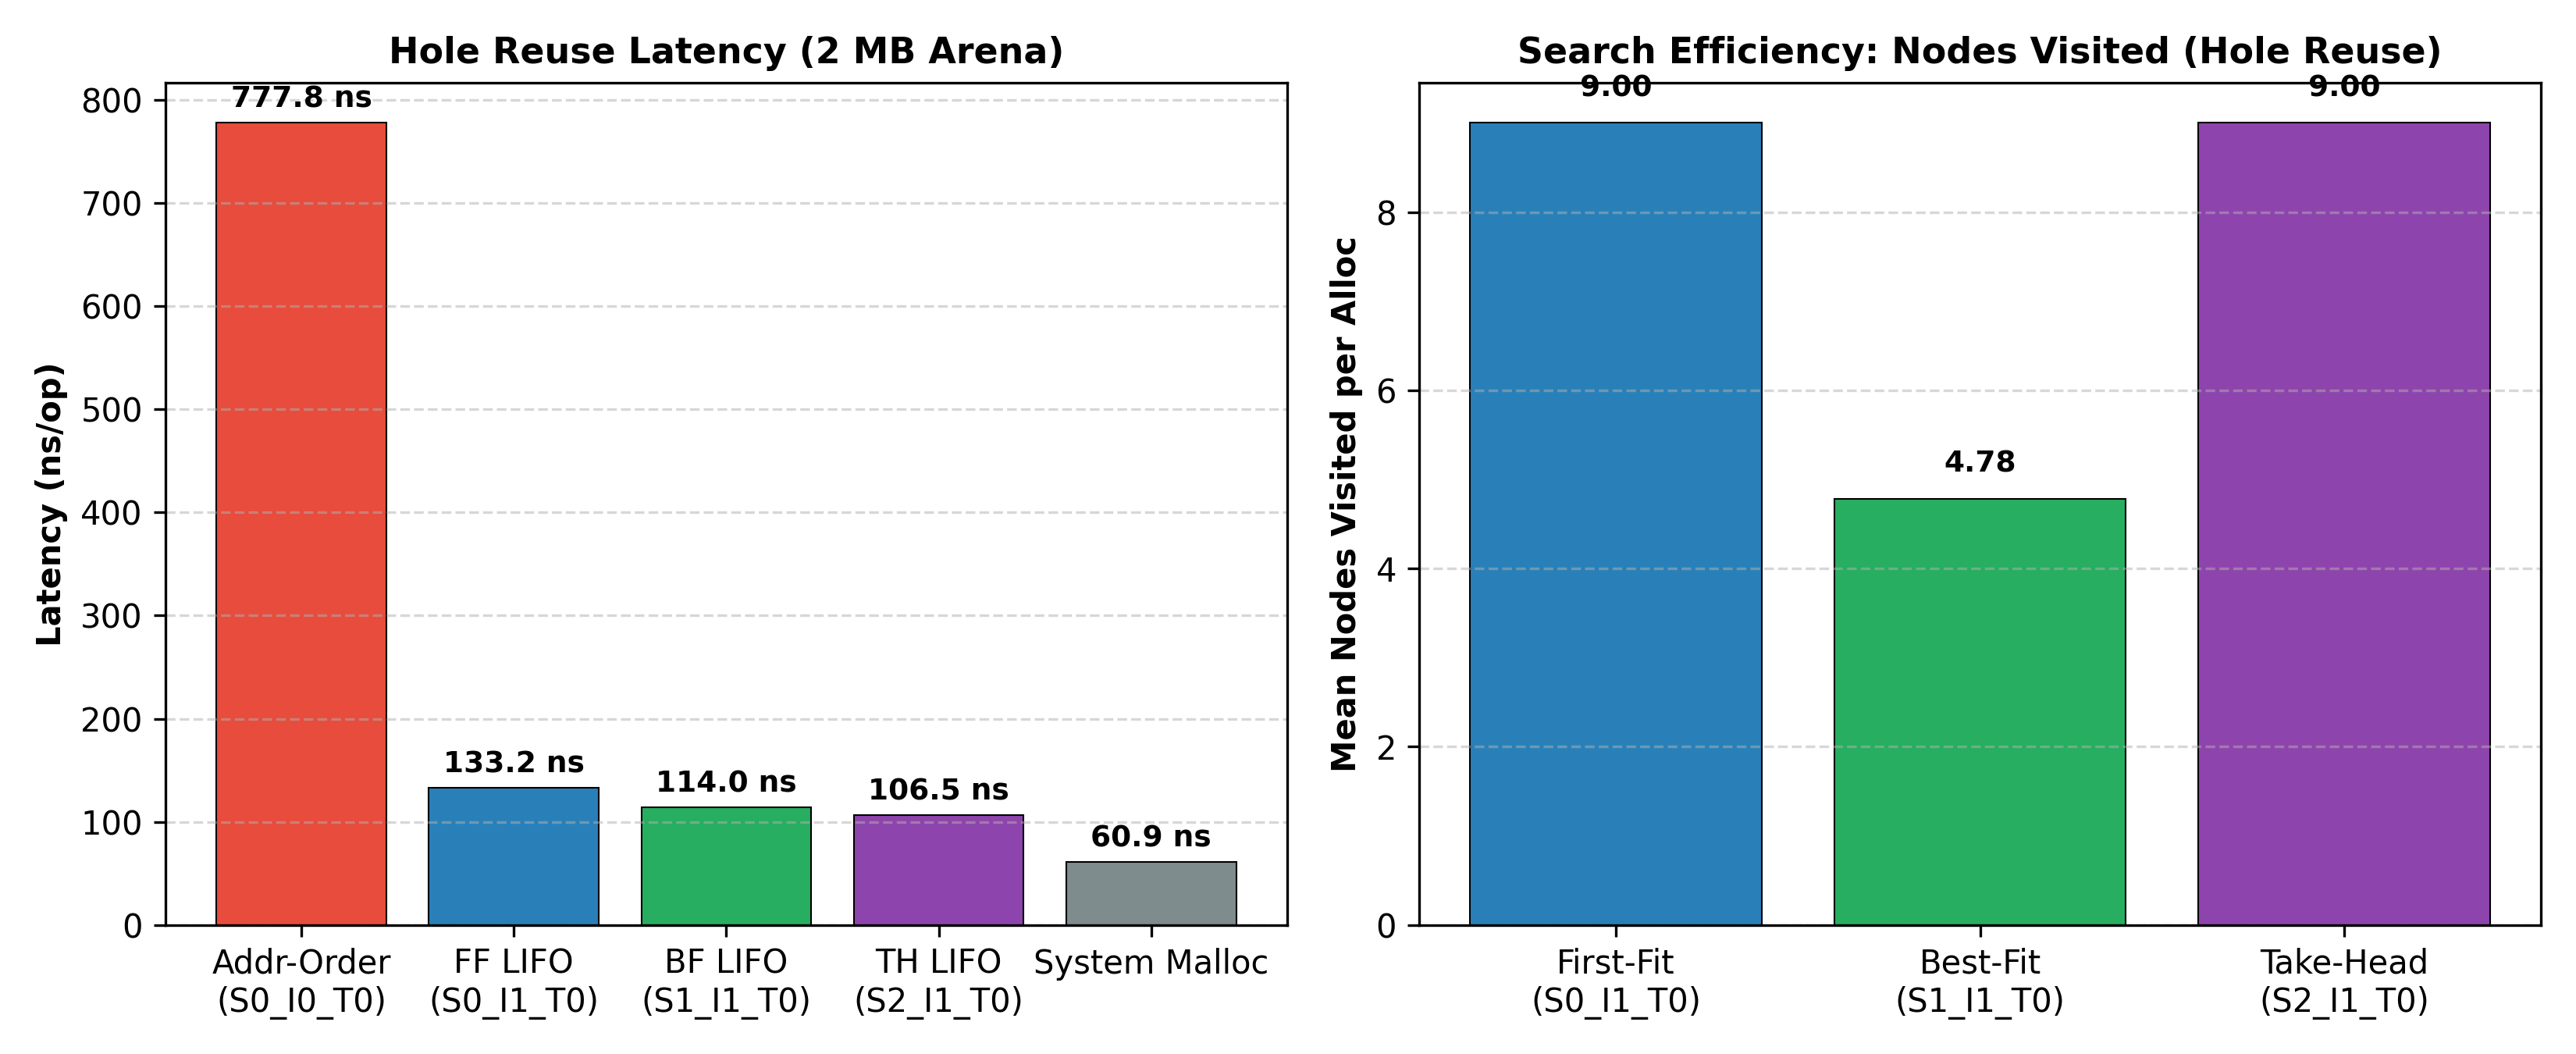 Hole Reuse Latency (2 MB Arena)
Latency (ns/op)
800
700
600
500
400
300
200
100
0
777.8 ns
133.2 ns
114.0 ns
106.5 ns
60.9 ns
Addr-Order
(S0_I0_T0)
FF LIFO
(S0_I1_T0)
BF LIFO
(S1_I1_T0)
TH LIFO
(S2_I1_T0)
System Malloc
Search Efficiency: Nodes Visited (Hole Reuse)
Mean Nodes Visited per Alloc
8
6
4
2
0
9.00
4.78
9.00
First-Fit
(S0_I1_T0)
Best-Fit
(S1_I1_T0)
Take-Head
(S2_I1_T0)